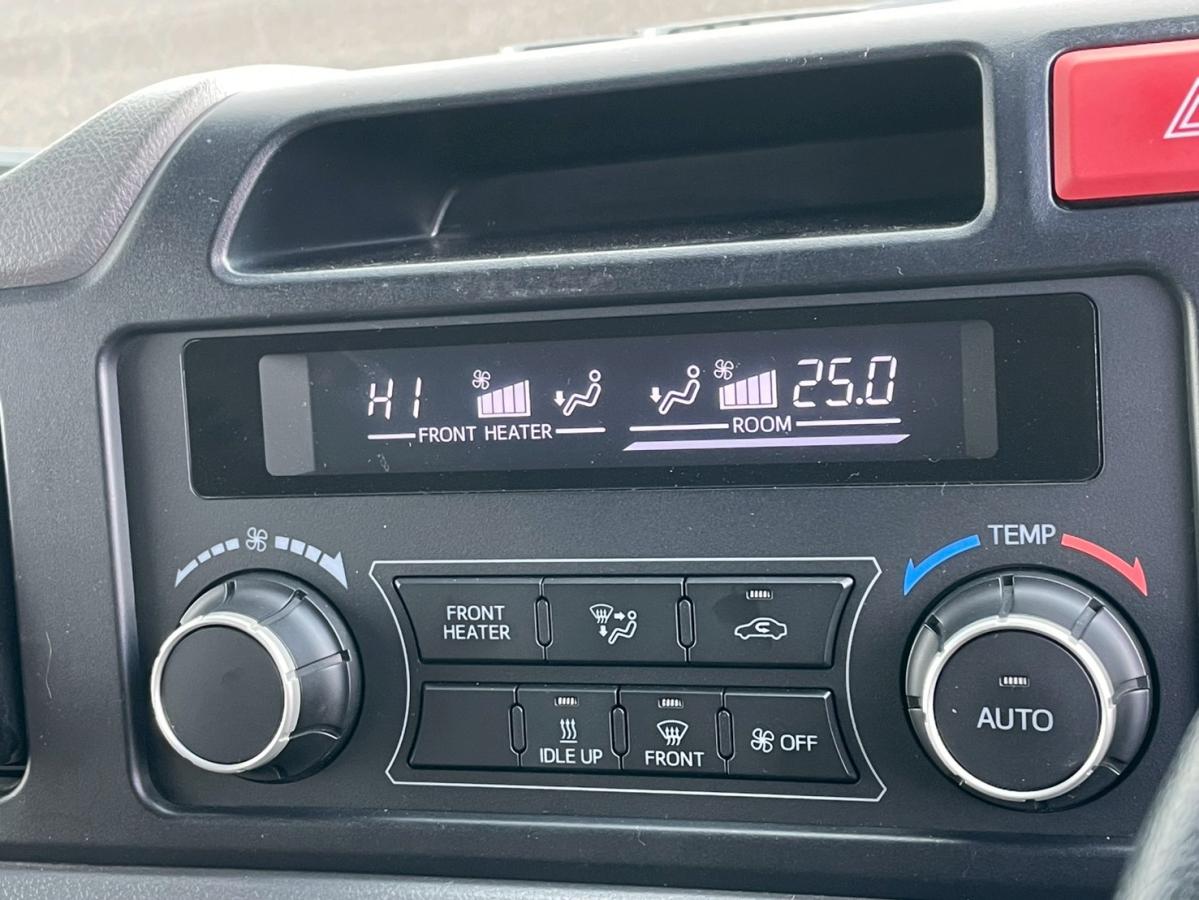 HI
25.0
FRONT HEATER
ROOM
TEMP
FRONT
HEATER
IDLE UP
FRONT
OFF
AUTO